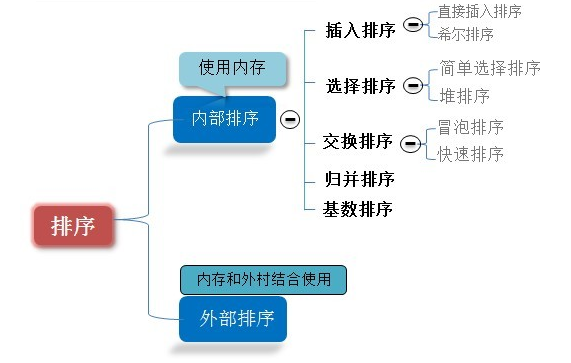 直接插入排序
插入排序
希尔排序
使用内存
简单选择排序
选择排序
堆排序
内部排序
冒泡排序
交换排序
快速排序
归并排序
基数排序
排序
内存和外村结合使用
外部排序